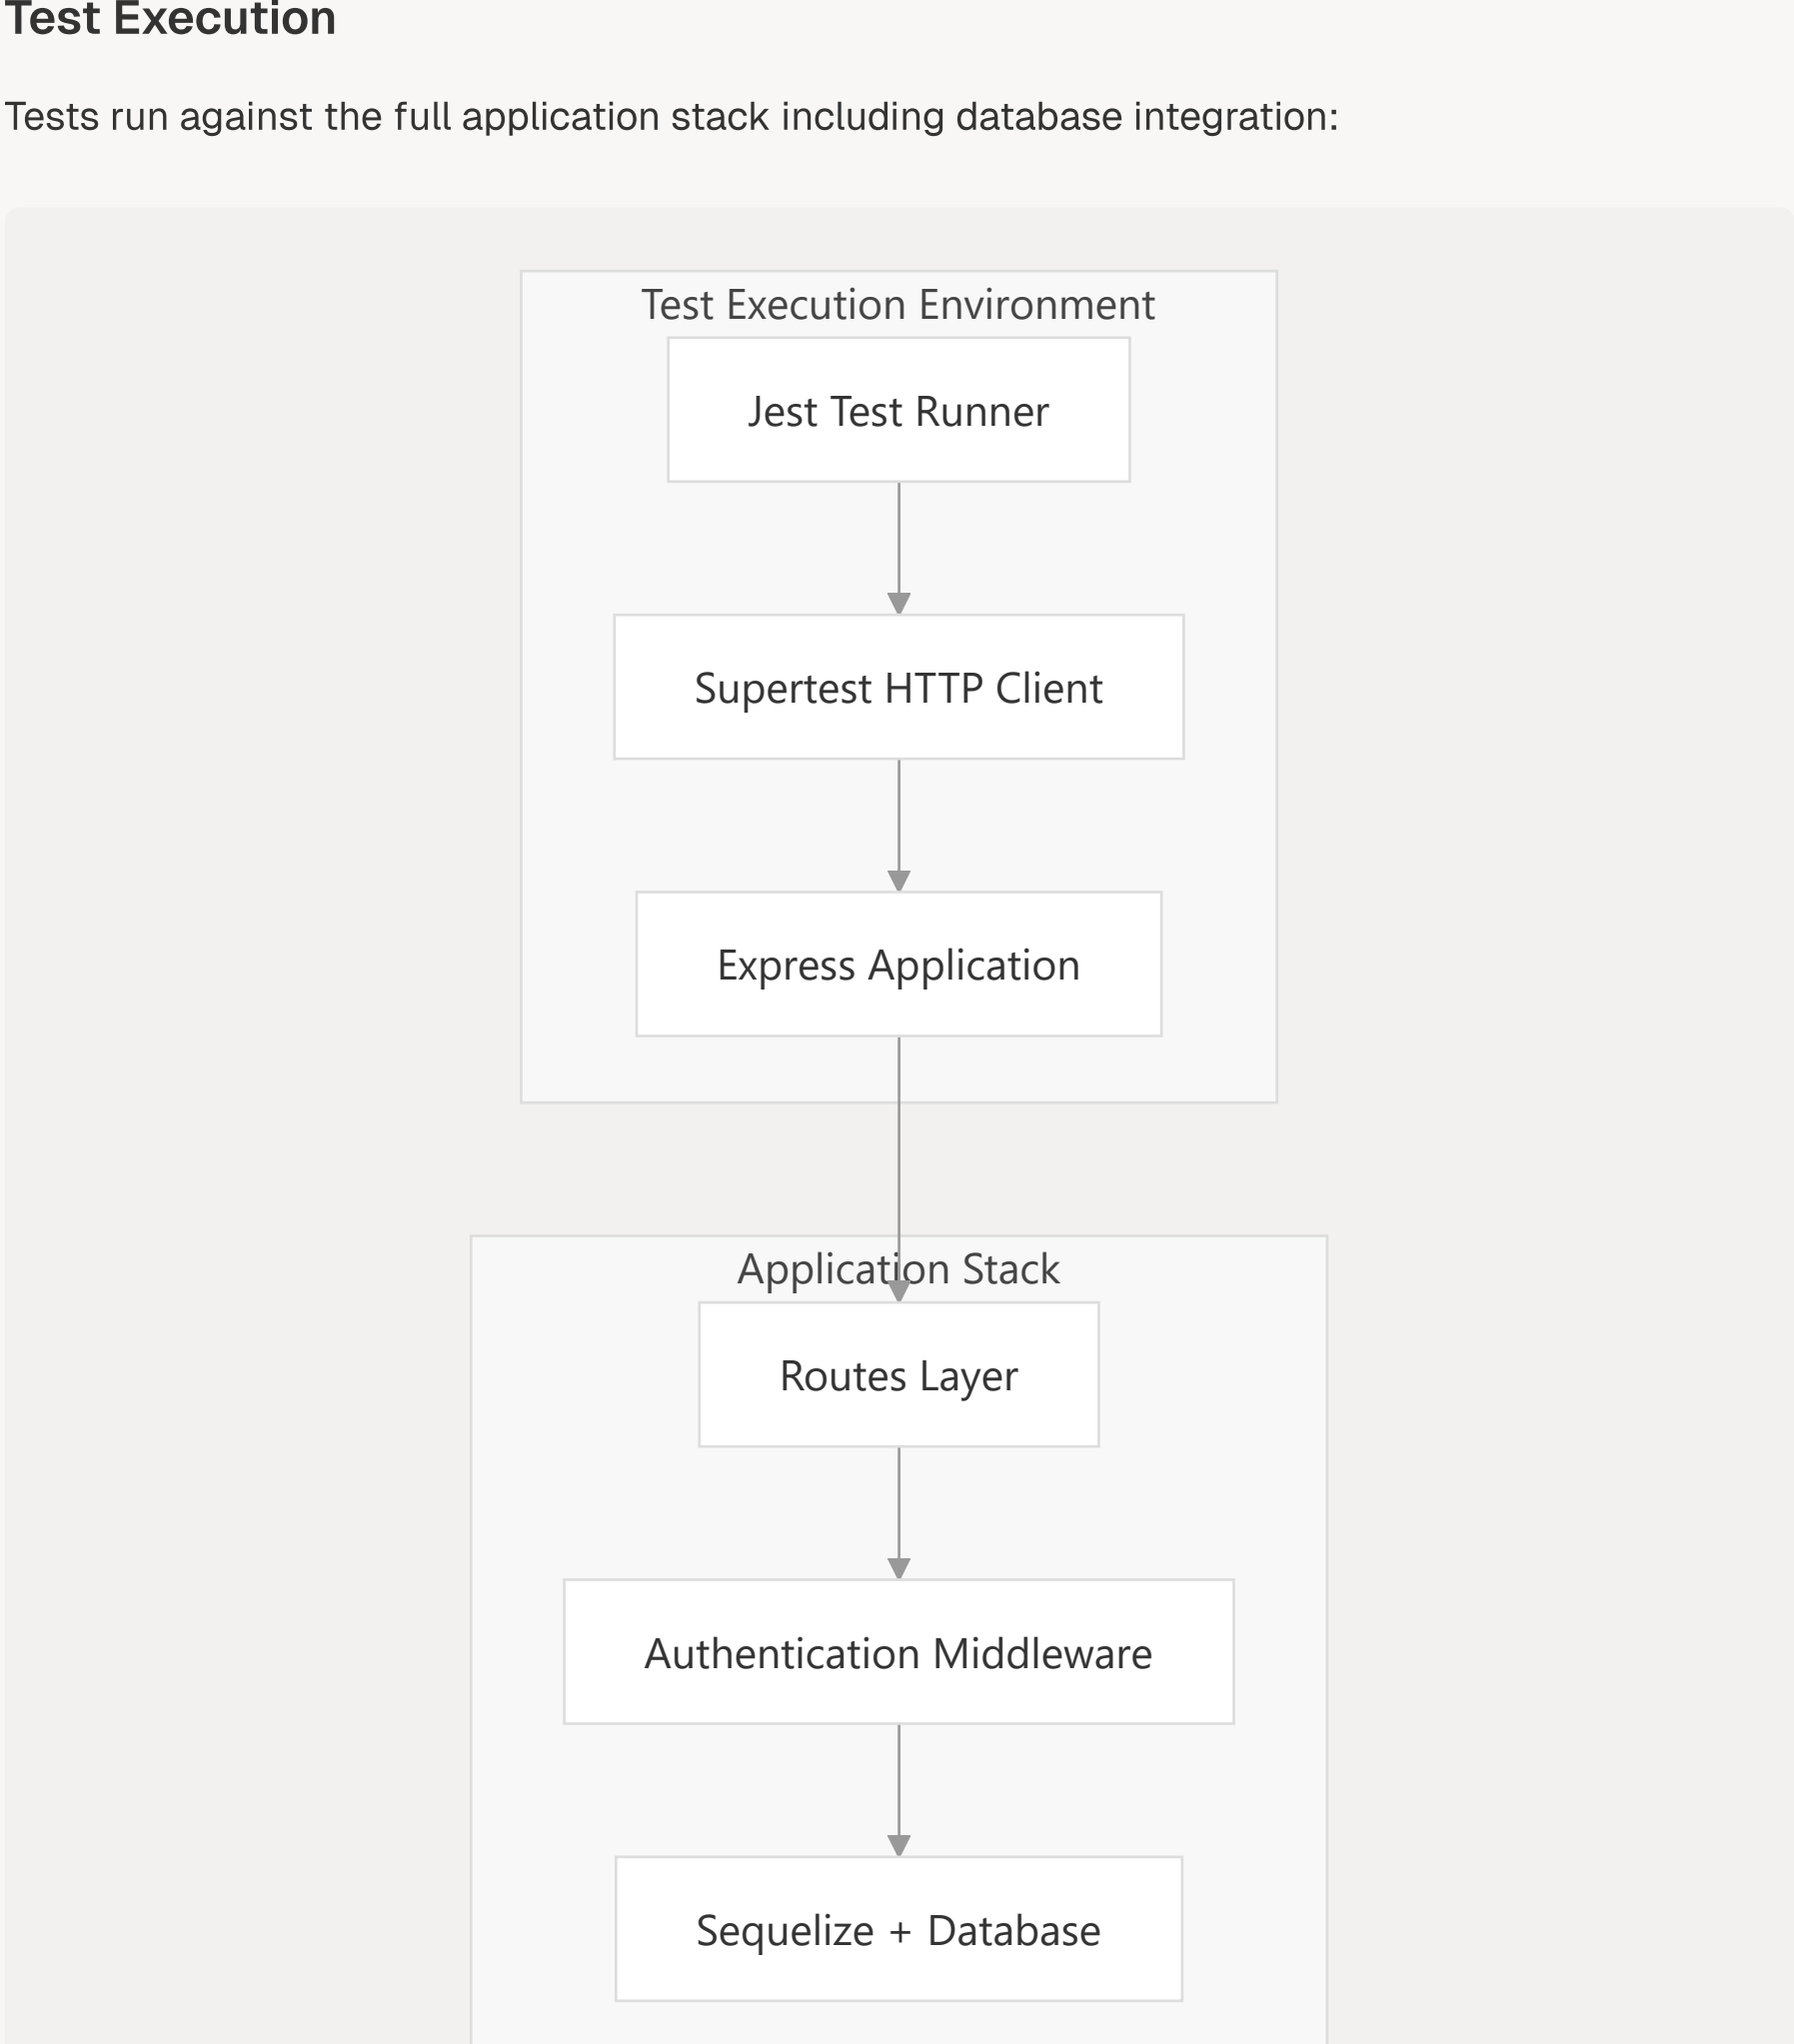 Test Execution
Tests run against the full application stack including database integration:
Test Execution Environment
Jest Test Runner
Supertest HTTP Client
Express Application
Application Stack
Routes Layer
Authentication Middleware
Sequelize + Database